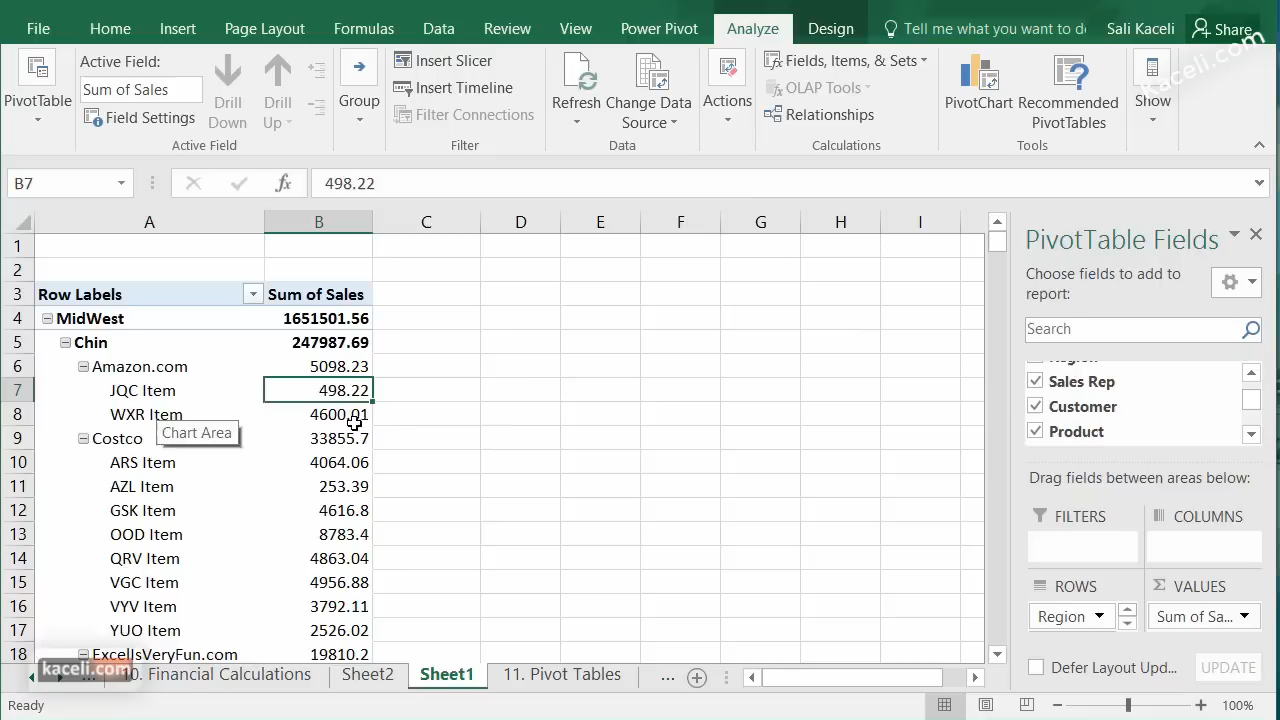 File Home Insert Page Layout Formulas Data Review View Power Pivot Analyze Design Tell me what you want to do Sali Kaceli Share
kaceli.com
PivotTable
Active Field:
Sum of Sales
Field Settings
Drill Down
Drill Up
Active Field
Group
Insert Slicer
Insert Timeline
Filter Connections
Filter
Refresh
Change Data Source
Data
Actions
Fields, Items, & Sets
OLAP Tools
Relationships
Calculations
PivotChart
Recommended PivotTables
Tools
Show
B7 fx 498.22
A B C D E F G H I
1
2
3 Row Labels Sum of Sales
4 MidWest 1651501.56
5 Chin 247987.69
6 Amazon.com 5098.23
7 JQC Item 498.22
8 WXR Item 4600.01
Chart Area
9 Costco 33855.7
10 ARS Item 4064.06
11 AZL Item 253.39
12 GSK Item 4616.8
13 OOD Item 8783.4
14 QRV Item 4863.04
15 VGC Item 4956.88
16 VYV Item 3792.11
17 YUO Item 2526.02
18 ExcelIsVeryFun.com 19810.2
kaceli.com
... 10. Financial Calculations Sheet2 Sheet1 11. Pivot Tables ...
Ready 100%
PivotTable Fields
Choose fields to add to
report:
Search
Region
Sales Rep
Customer
Product
Drag fields between areas below:
FILTERS COLUMNS
ROWS VALUES
Region Sum of Sa...
Defer Layout Upd... UPDATE